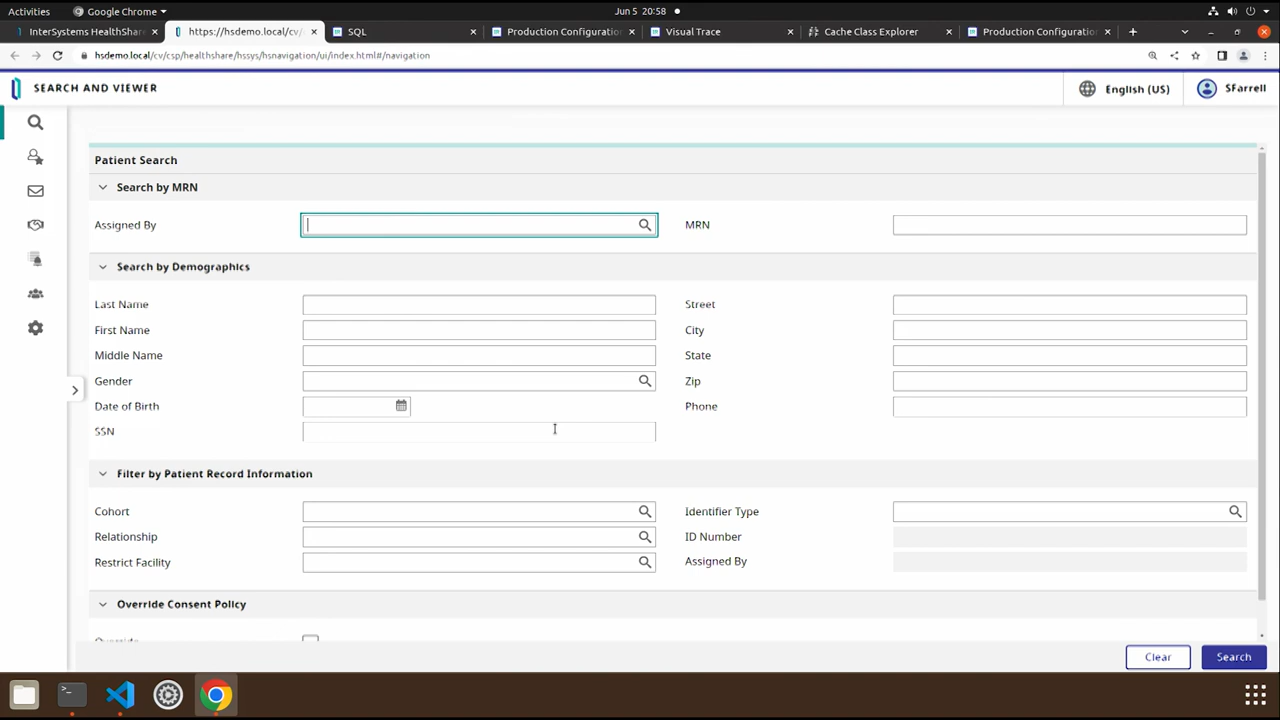 Activities
Google Chrome
Jun 5 20:58
InterSystems HealthShar
https://hsdemo.local/cv/
SQL
Production Configuration
Visual Trace
Cache Class Explorer
Production Configuration
hsdemo.local/cv/csp/healthshare/hssys/hsnavigation/ui/index.html#/navigation
SEARCH AND VIEWER
English (US)
SFarrell
Patient Search
Search by MRN
Assigned By
MRN
Search by Demographics
Last Name
Street
First Name
City
Middle Name
State
Gender
Zip
Date of Birth
Phone
SSN
Filter by Patient Record Information
Cohort
Identifier Type
Relationship
ID Number
Restrict Facility
Assigned By
Override Consent Policy
Override
Clear
Search